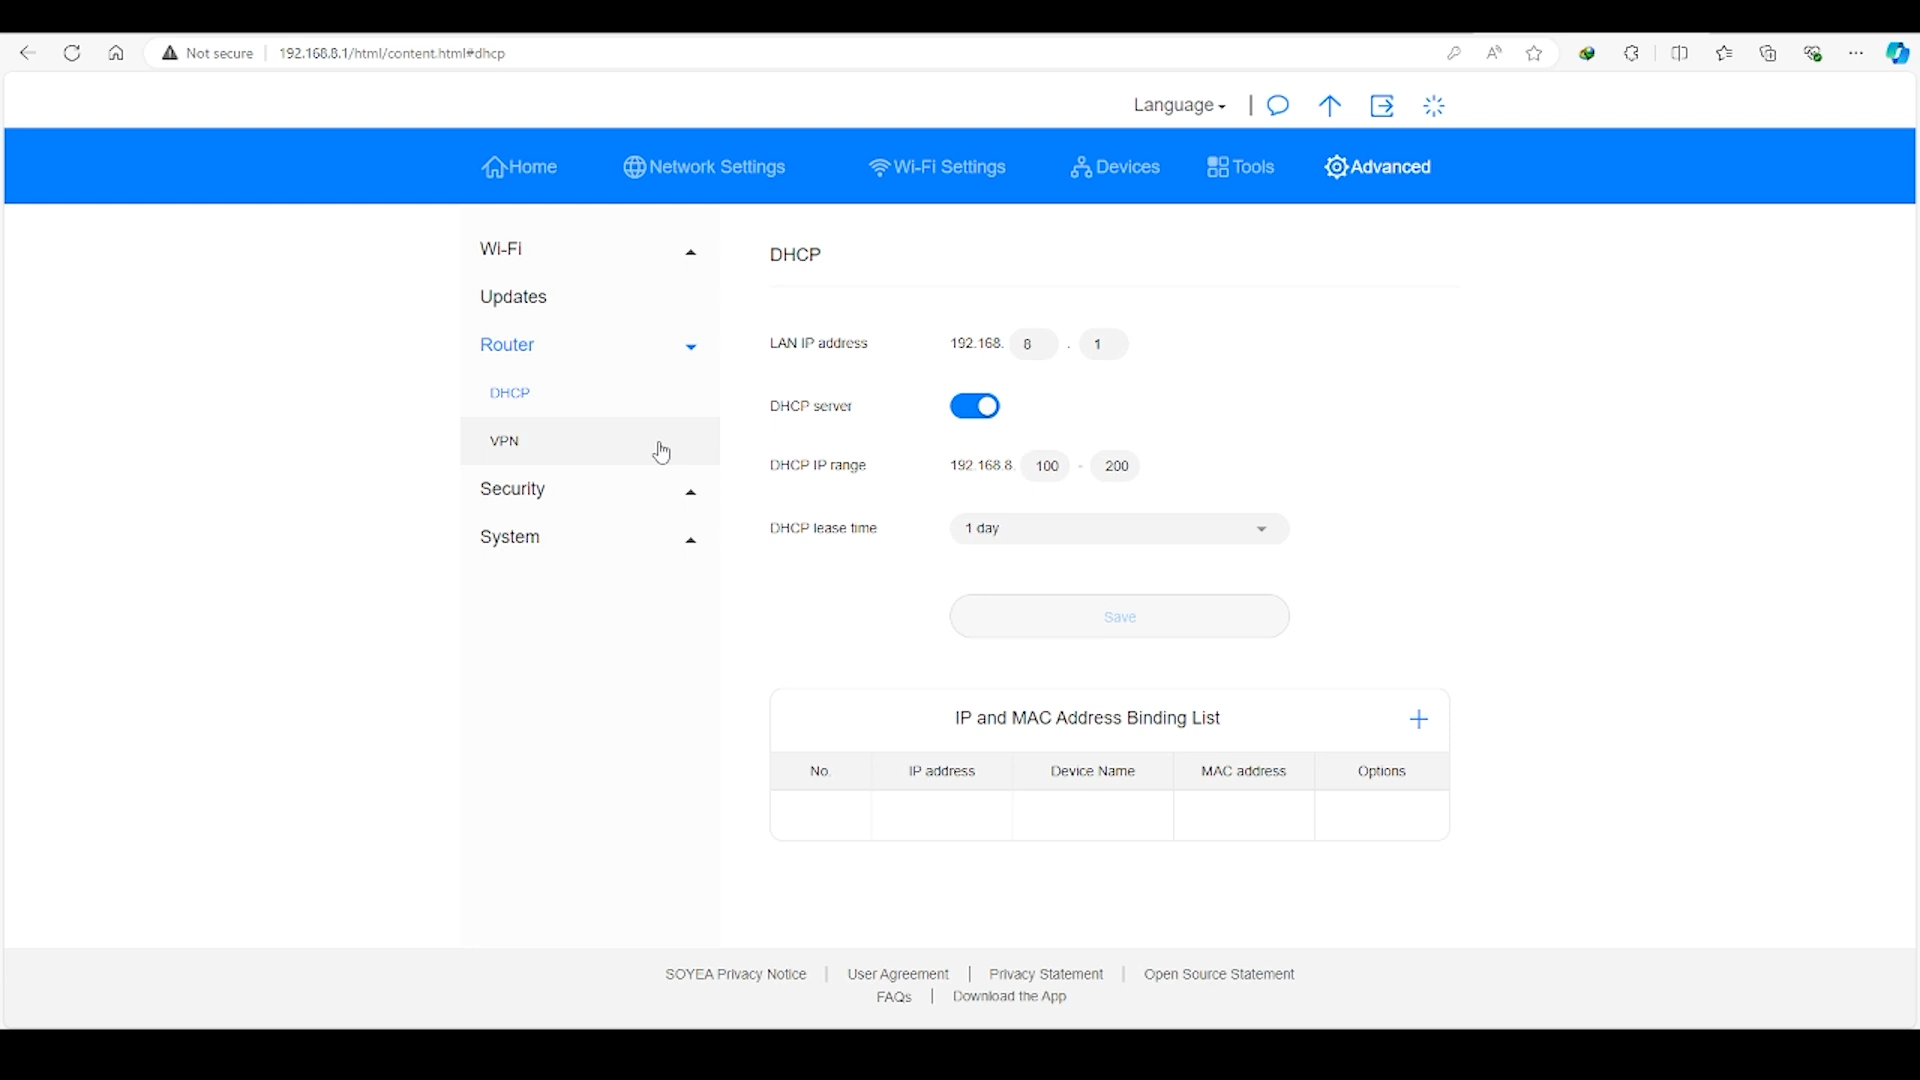 Not secure | 192.168.8.1/html/content.html#dhcp
Language
Home Network Settings Wi-Fi Settings Devices Tools Advanced
Wi-Fi
Updates
Router
DHCP
VPN
Security
System
DHCP
LAN IP address 192.168. 8 . 1
DHCP server
DHCP IP range 192.168.8. 100 - 200
DHCP lease time 1 day
Save
IP and MAC Address Binding List
No. IP address Device Name MAC address Options
SOYEA Privacy Notice | User Agreement | Privacy Statement | Open Source Statement
FAQs | Download the App